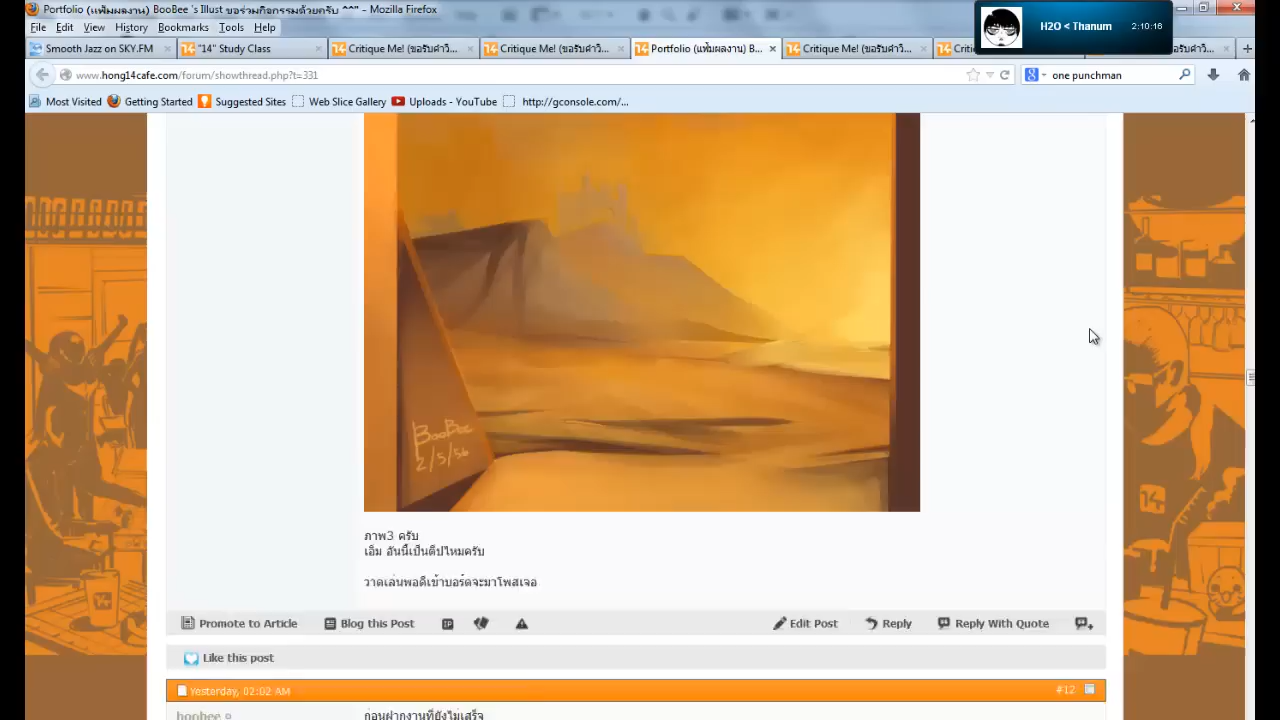 Portfolio (แฟ้มผลงาน) BooBee 's Illust ขอร่วมกิจกรรมด้วยครับ ^^" - Mozilla Firefox
H2O < Thanum
2:10:16
File Edit View History Bookmarks Tools Help
Smooth Jazz on SKY.FM
"14" Study Class
Critique Me! (ขอรับคำวิ...
Critique Me! (ขอรับคำวิ...
Portfolio (แฟ้มผลงาน) B...
Critique Me! (ขอรับคำวิ...
www.hong14cafe.com/forum/showthread.php?t=331
one punchman
Most Visited Getting Started Suggested Sites Web Slice Gallery Uploads - YouTube http://gconsole.com/...
BooBee
2/5/56
ภาพ3 ครับ
เอ็ม อันนี้เป็นดีปไหมครับ
วาดเล่นพอดีเข้าบอร์ดจะมาโพสเจอ
Promote to Article Blog this Post Edit Post Reply Reply With Quote
Like this post
Yesterday, 02:02 AM
#12
boobee
ก่อนฝากงานที่ยังไม่เสร็จ